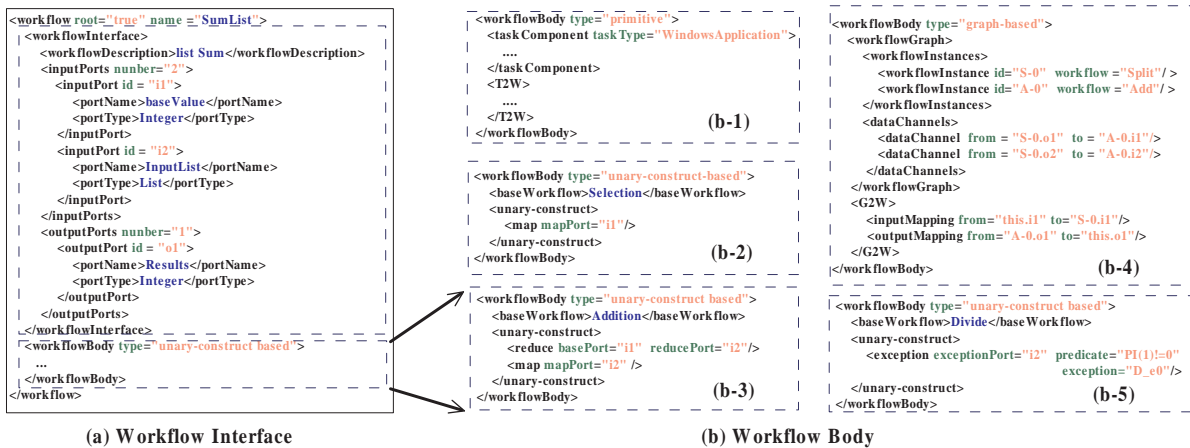 <workflow root="true" name ="SumList">
<workflowInterface>
<workflowDescription>list Sum</workflowDescription>
<inputPorts nunber="2">
<inputPort id = "i1">
<portName>baseValue</portName>
<portType>Integer</portType>
</inputPort>
<inputPort id = "i2">
<portName>InputList</portName>
<portType>List</portType>
</inputPort>
</inputPorts>
<outputPorts nunber="1">
<outputPort id = "o1">
<portName>Results</portName>
<portType>Integer</portType>
</outputPort>
</outputPorts>
</workflowInterface>
<workflowBody type="unary-construct based">
...
</workflowBody>
</workflow>
(a) Workflow Interface
<workflowBody type="primitive">
<taskComponent taskType="WindowsApplication">
....
</taskComponent>
<T2W>
....
</T2W>
</workflowBody>
(b-1)
<workflowBody type="unary-construct-based">
<baseWorkflow>Selection</baseWorkflow>
<unary-construct>
<map mapPort="i1"/>
</unary-construct>
</workflowBody>
(b-2)
<workflowBody type="unary-construct based">
<baseWorkflow>Addition</baseWorkflow>
<unary-construct>
<reduce basePort="i1" reducePort="i2"/>
<map mapPort="i2" />
</unary-construct>
</workflowBody>
(b-3)
<workflowBody type="graph-based">
<workflowGraph>
<workflowInstances>
<workflowInstance id="S-0" workflow ="Split"/ >
<workflowInstance id="A-0" workflow ="Add"/ >
</workflowInstances>
<dataChannels>
<dataChannel from = "S-0.o1" to = "A-0.i1"/>
<dataChannel from = "S-0.o2" to = "A-0.i2"/>
</dataChannels>
</workflowGraph>
<G2W>
<inputMapping from="this.i1" to="S-0.i1"/>
<outputMapping from="A-0.o1" to="this.o1"/>
</G2W>
</workflowBody>
(b-4)
<workflowBody type="unary-construct based">
<baseWorkflow>Divide</baseWorkflow>
<unary-construct>
<exception exceptionPort="i2" predicate="PI(1)!=0"
exception="D_e0"/>
</unary-construct>
</workflowBody>
(b-5)
(b) Workflow Body